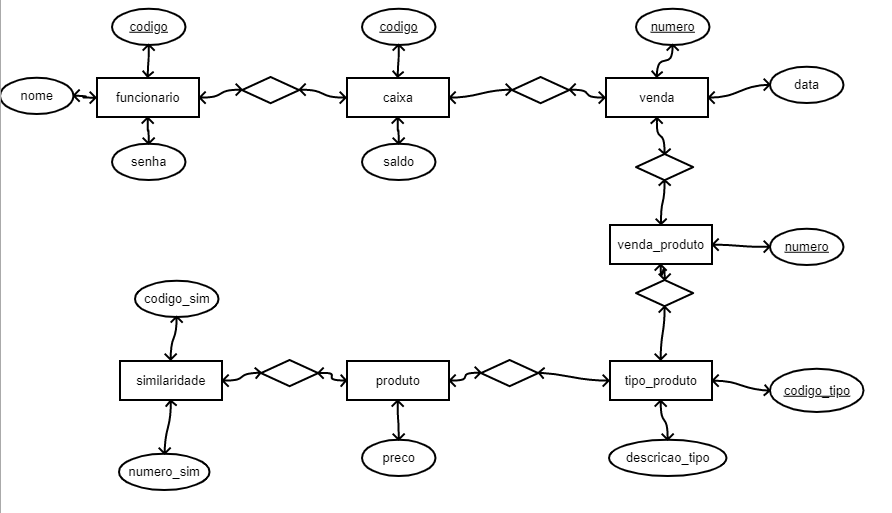 codigo
codigo
numero
nome
funcionario
caixa
venda
data
senha
saldo
venda_produto
numero
codigo_sim
similaridade
produto
tipo_produto
codigo_tipo
numero_sim
preco
descricao_tipo